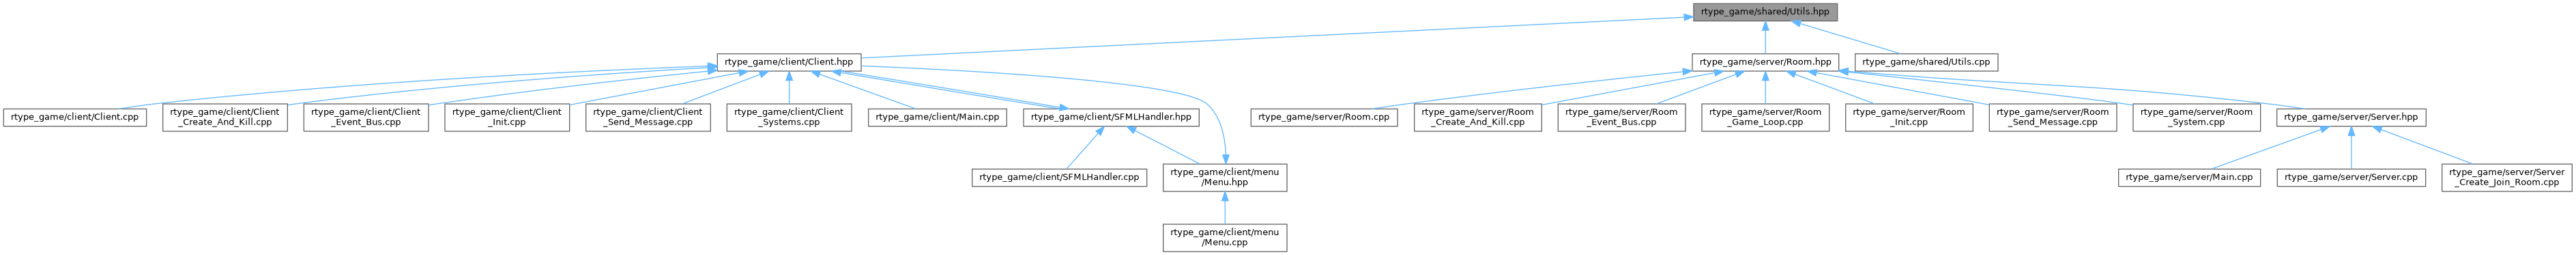 rtype_game/shared/Utils.hpp
rtype_game/client/Client.hpp
rtype_game/server/Room.hpp
rtype_game/shared/Utils.cpp
rtype_game/client/Client.cpp
rtype_game/client/Client
_Create_And_Kill.cpp
rtype_game/client/Client
_Event_Bus.cpp
rtype_game/client/Client
_Init.cpp
rtype_game/client/Client
_Send_Message.cpp
rtype_game/client/Client
_Systems.cpp
rtype_game/client/Main.cpp
rtype_game/client/SFMLHandler.hpp
rtype_game/server/Room.cpp
rtype_game/server/Room
_Create_And_Kill.cpp
rtype_game/server/Room
_Event_Bus.cpp
rtype_game/server/Room
_Game_Loop.cpp
rtype_game/server/Room
_Init.cpp
rtype_game/server/Room
_Send_Message.cpp
rtype_game/server/Room
_System.cpp
rtype_game/server/Server.hpp
rtype_game/client/SFMLHandler.cpp
rtype_game/client/menu
/Menu.hpp
rtype_game/server/Main.cpp
rtype_game/server/Server.cpp
rtype_game/server/Server
_Create_Join_Room.cpp
rtype_game/client/menu
/Menu.cpp